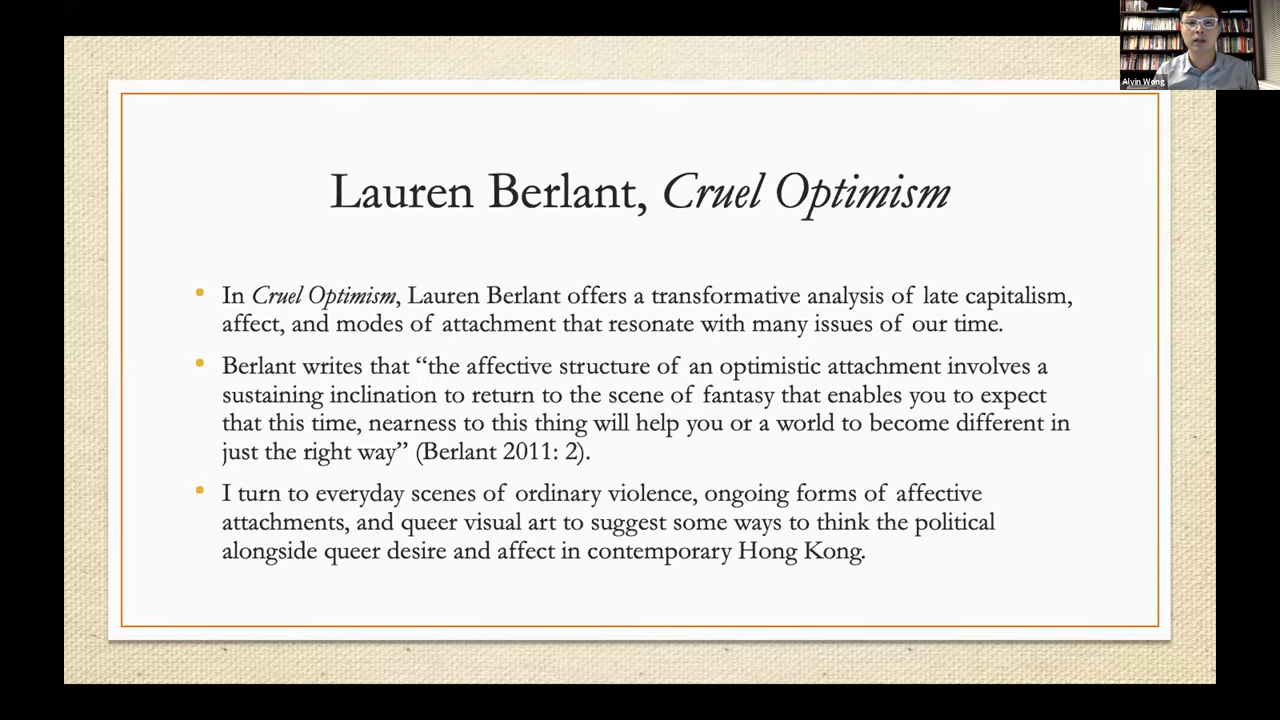 Alvin Wong
Lauren Berlant, Cruel Optimism
• In Cruel Optimism, Lauren Berlant offers a transformative analysis of late capitalism,
affect, and modes of attachment that resonate with many issues of our time.
• Berlant writes that “the affective structure of an optimistic attachment involves a
sustaining inclination to return to the scene of fantasy that enables you to expect
that this time, nearness to this thing will help you or a world to become different in
just the right way” (Berlant 2011: 2).
• I turn to everyday scenes of ordinary violence, ongoing forms of affective
attachments, and queer visual art to suggest some ways to think the political
alongside queer desire and affect in contemporary Hong Kong.